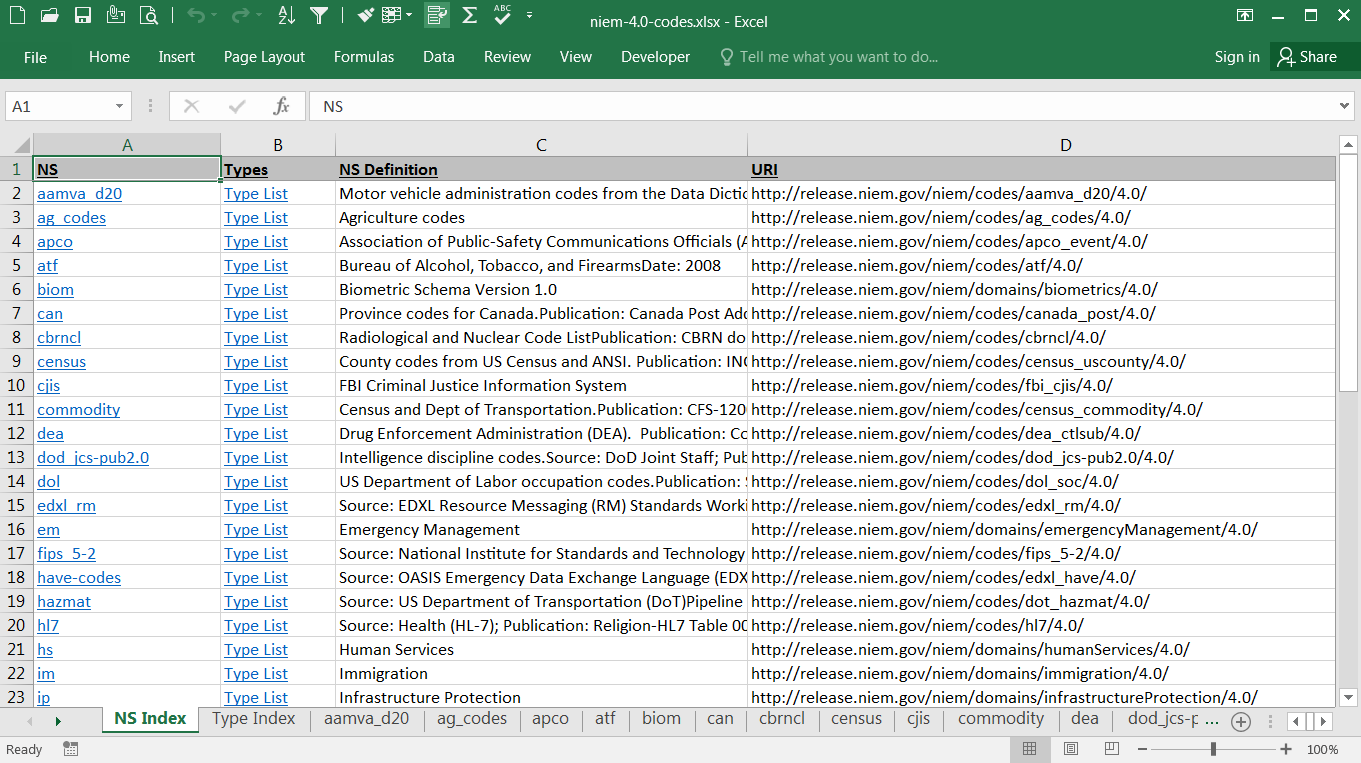 ABC
niem-4.0-codes.xlsx - Excel
File Home Insert Page Layout Formulas Data Review View Developer Tell me what you want to do... Sign in Share
A1 fx NS
A B C D
1 NS Types NS Definition URI
2 aamva_d20 Type List Motor vehicle administration codes from the Data Dictio http://release.niem.gov/niem/codes/aamva_d20/4.0/
3 ag_codes Type List Agriculture codes http://release.niem.gov/niem/codes/ag_codes/4.0/
4 apco Type List Association of Public-Safety Communications Officials (A http://release.niem.gov/niem/codes/apco_event/4.0/
5 atf Type List Bureau of Alcohol, Tobacco, and FirearmsDate: 2008 http://release.niem.gov/niem/codes/atf/4.0/
6 biom Type List Biometric Schema Version 1.0 http://release.niem.gov/niem/domains/biometrics/4.0/
7 can Type List Province codes for Canada.Publication: Canada Post Add http://release.niem.gov/niem/codes/canada_post/4.0/
8 cbrncl Type List Radiological and Nuclear Code ListPublication: CBRN do http://release.niem.gov/niem/codes/cbrncl/4.0/
9 census Type List County codes from US Census and ANSI. Publication: INC http://release.niem.gov/niem/codes/census_uscounty/4.0/
10 cjis Type List FBI Criminal Justice Information System http://release.niem.gov/niem/codes/fbi_cjis/4.0/
11 commodity Type List Census and Dept of Transportation.Publication: CFS-120 http://release.niem.gov/niem/codes/census_commodity/4.0/
12 dea Type List Drug Enforcement Administration (DEA).  Publication: Co http://release.niem.gov/niem/codes/dea_ctlsub/4.0/
13 dod_jcs-pub2.0 Type List Intelligence discipline codes.Source: DoD Joint Staff; Pub http://release.niem.gov/niem/codes/dod_jcs-pub2.0/4.0/
14 dol Type List US Department of Labor occupation codes.Publication: S http://release.niem.gov/niem/codes/dol_soc/4.0/
15 edxl_rm Type List Source: EDXL Resource Messaging (RM) Standards Worki http://release.niem.gov/niem/codes/edxl_rm/4.0/
16 em Type List Emergency Management http://release.niem.gov/niem/domains/emergencyManagement/4.0/
17 fips_5-2 Type List Source: National Institute for Standards and Technology http://release.niem.gov/niem/codes/fips_5-2/4.0/
18 have-codes Type List Source: OASIS Emergency Data Exchange Language (EDX http://release.niem.gov/niem/codes/edxl_have/4.0/
19 hazmat Type List Source: US Department of Transportation (DoT)Pipeline http://release.niem.gov/niem/codes/dot_hazmat/4.0/
20 hl7 Type List Source: Health (HL-7); Publication: Religion-HL7 Table 00 http://release.niem.gov/niem/codes/hl7/4.0/
21 hs Type List Human Services http://release.niem.gov/niem/domains/humanServices/4.0/
22 im Type List Immigration http://release.niem.gov/niem/domains/immigration/4.0/
23 ip Type List Infrastructure Protection http://release.niem.gov/niem/domains/infrastructureProtection/4.0/
NS Index Type Index aamva_d20 ag_codes apco atf biom can cbrncl census cjis commodity dea dod_jcs-p ...
Ready 100%